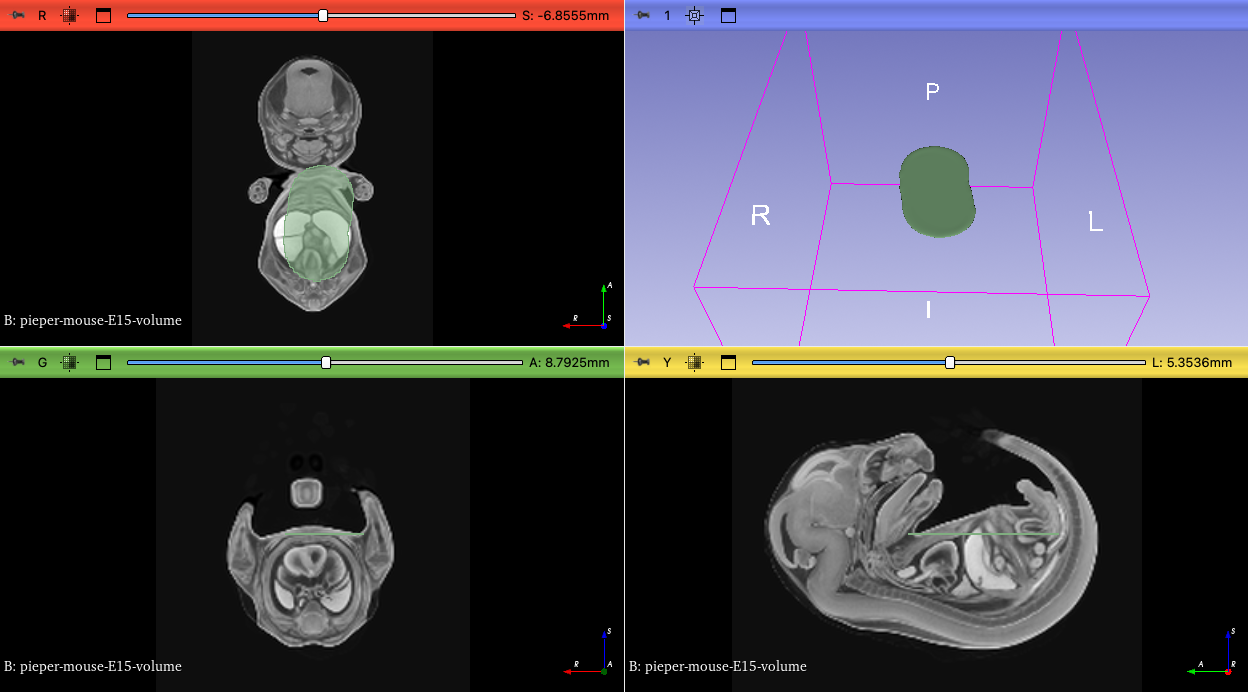 R
S: -6.8555mm
1
B: pieper-mouse-E15-volume
A
R
S
P
R
L
I
G
A: 8.7925mm
Y
L: 5.3536mm
B: pieper-mouse-E15-volume
S
R
A
B: pieper-mouse-E15-volume
S
A
R